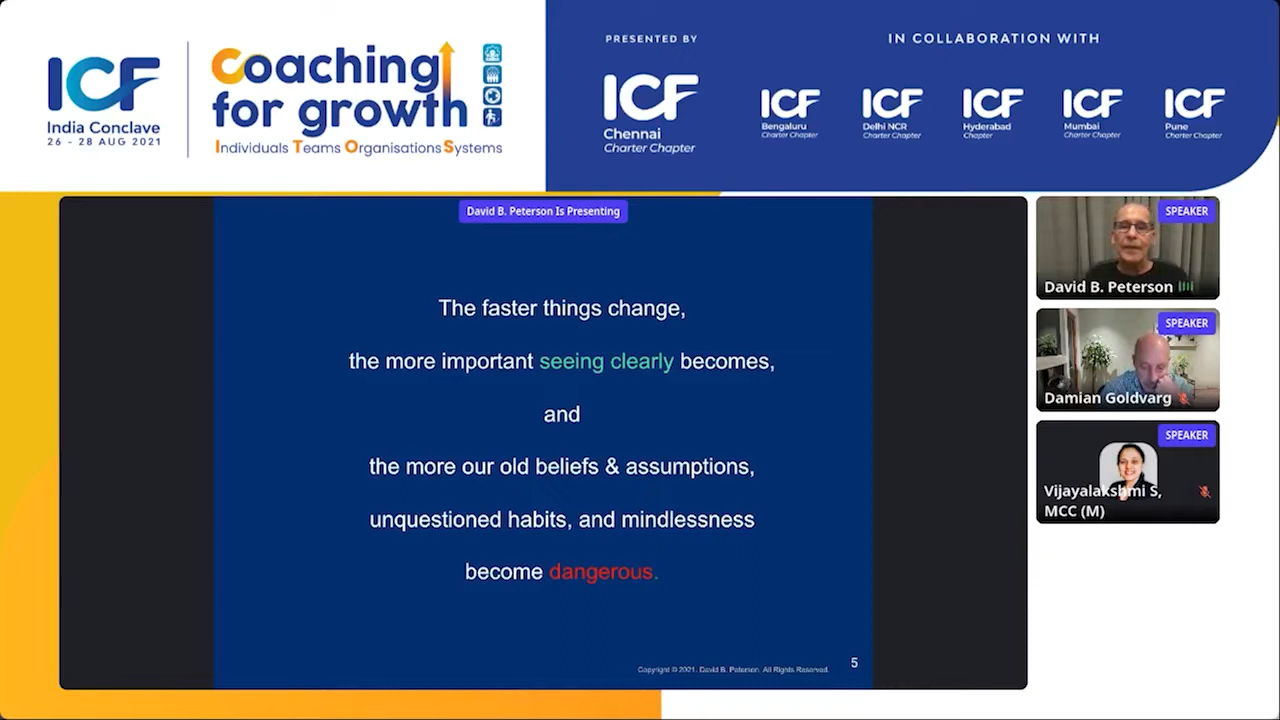 ICF
India Conclave
26 - 28 AUG 2021
Coaching
for growth
Individuals Teams Organisations Systems
PRESENTED BY
ICF
Chennai
Charter Chapter
IN COLLABORATION WITH
ICF
Bengaluru
Charter Chapter
ICF
Delhi NCR
Charter Chapter
ICF
Hyderabad
Charter Chapter
ICF
Mumbai
Charter Chapter
ICF
Pune
Charter Chapter
David B. Peterson Is Presenting
The faster things change,
the more important seeing clearly becomes,
and
the more our old beliefs & assumptions,
unquestioned habits, and mindlessness
become dangerous.
Copyright © 2021. David B. Peterson. All Rights Reserved.
5
SPEAKER
David B. Peterson
SPEAKER
Damian Goldvarg
SPEAKER
Vijayalakshmi S,
MCC (M)